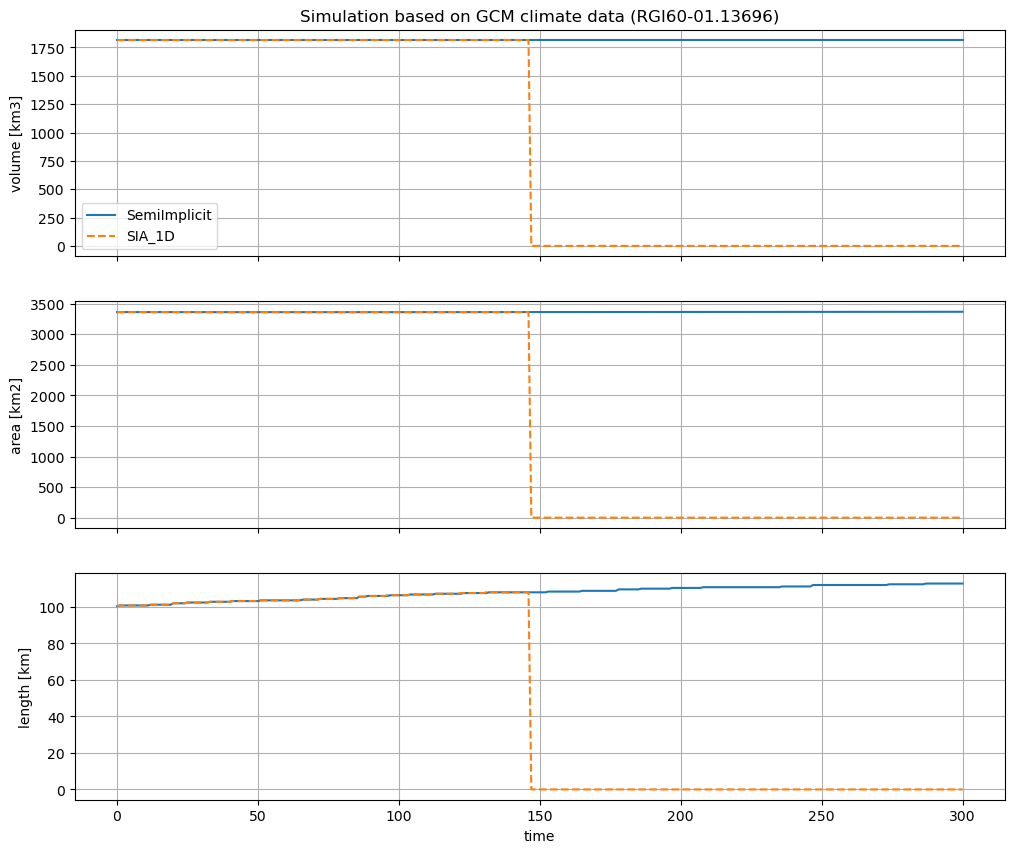 Simulation based on GCM climate data (RGI60-01.13696)
1750
1500
1250
1000
750
500
250
0
volume [km3]
SemiImplicit
SIA_1D
3500
3000
2500
2000
1500
1000
500
0
area [km2]
100
80
60
40
20
0
length [km]
0 50 100 150 200 250 300
time